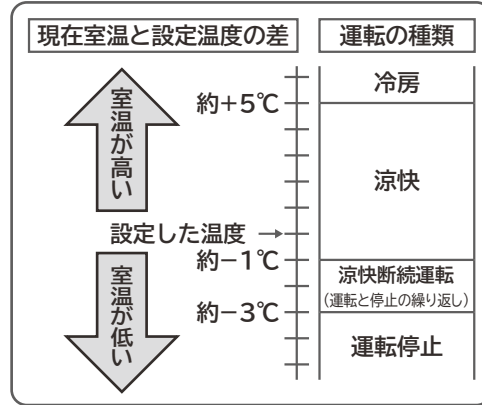 現在室温と設定温度の差
運転の種類
室温が高い
冷房
約+5℃
涼快
設定した温度→
約−1℃
室温が低い
涼快断続運転
(運転と停止の繰り返し)
約−3℃
運転停止